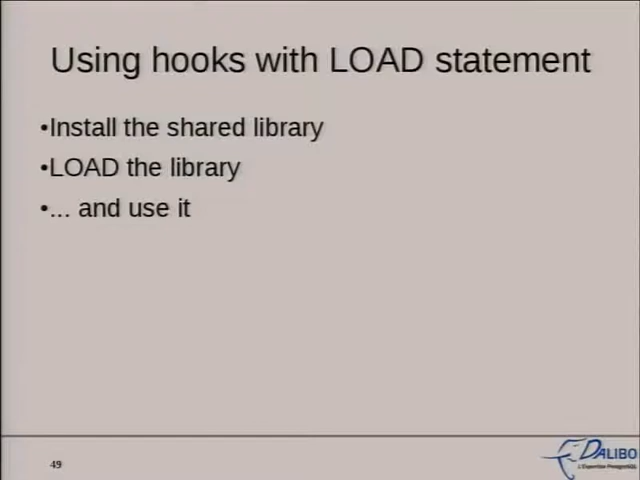 Using hooks with LOAD statement
•Install the shared library
•LOAD the library
•... and use it
49
DALIBO
L'Expertise PostgreSQL